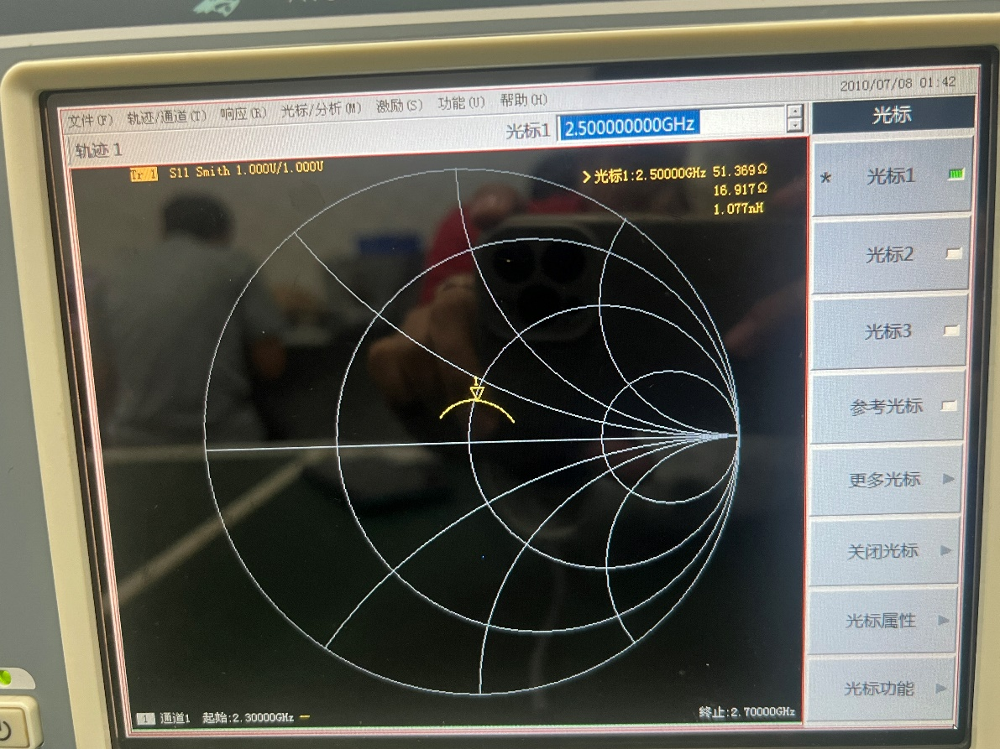 2010/07/08 01:42
文件(F) 轨迹/通道(T) 响应(R) 光标/分析(M) 激励(S) 功能(U) 帮助(H)
光标1 2.500000000GHz
轨迹 1
Tr 1 S11 Smith 1.000U/1.000U
>光标1:2.50000GHz 51.369Ω
16.917Ω
1.077nH
1
1 通道1 起始:2.30000GHz
终止:2.70000GHz
光标
* 光标1
光标2
光标3
参考光标
更多光标
关闭光标
光标属性
光标功能